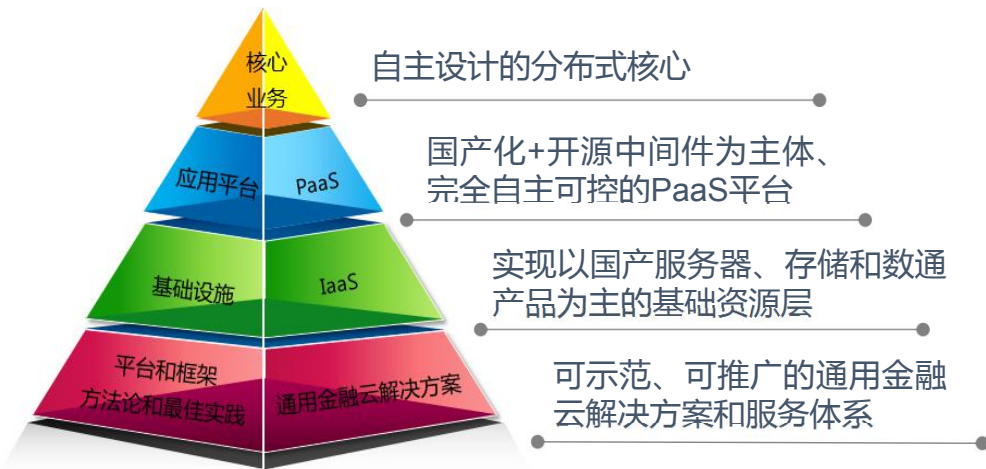 核心
业务
自主设计的分布式核心
应用平台
PaaS
国产化+开源中间件为主体、
完全自主可控的PaaS平台
基础设施
IaaS
实现以国产服务器、存储和数通
产品为主的基础资源层
平台和框架
方法论和最佳实践
通用金融云解决方案
可示范、可推广的通用金融
云解决方案和服务体系